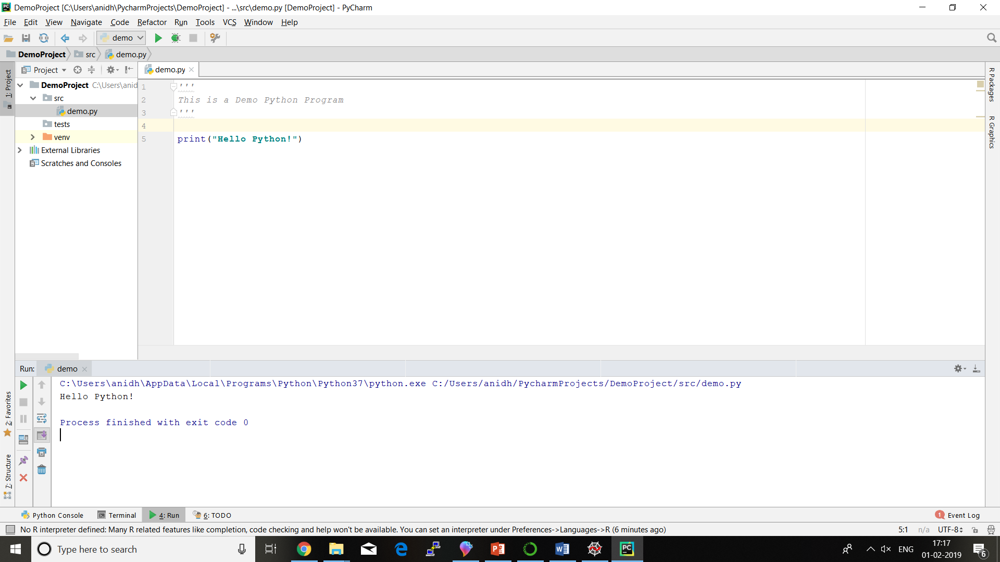 DemoProject [C:\Users\anidh\PycharmProjects\DemoProject] - ...\src\demo.py [DemoProject] - PyCharm
File Edit View Navigate Code Refactor Run Tools VCS Window Help
demo
DemoProject src demo.py
1: Project
Project
demo.py
R Packages
R Graphics
DemoProject C:\Users\anid
src
demo.py
tests
venv
External Libraries
Scratches and Consoles
1 '''
2 This is a Demo Python Program
3 '''
4
5 print("Hello Python!")
Run: demo
C:\Users\anidh\AppData\Local\Programs\Python\Python37\python.exe C:/Users/anidh/PycharmProjects/DemoProject/src/demo.py
Hello Python!
Process finished with exit code 0
2: Favorites
7: Structure
Python Console Terminal 4: Run 6: TODO 1 Event Log
No R interpreter defined: Many R related features like completion, code checking and help won't be available. You can set an interpreter under Preferences->Languages->R (6 minutes ago) 5:1 n/a UTF-8
Type here to search ENG 17:17
01-02-2019 6